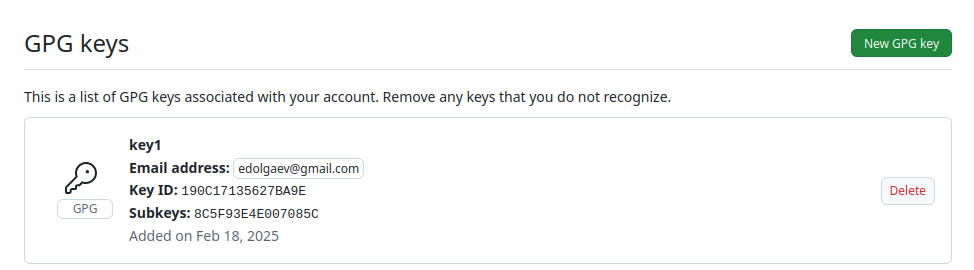 GPG keys
New GPG key
This is a list of GPG keys associated with your account. Remove any keys that you do not recognize.
key1
Email address: edolgaev@gmail.com
Key ID: 190C17135627BA9E
GPG
Subkeys: 8C5F93E4E007085C
Added on Feb 18, 2025
Delete